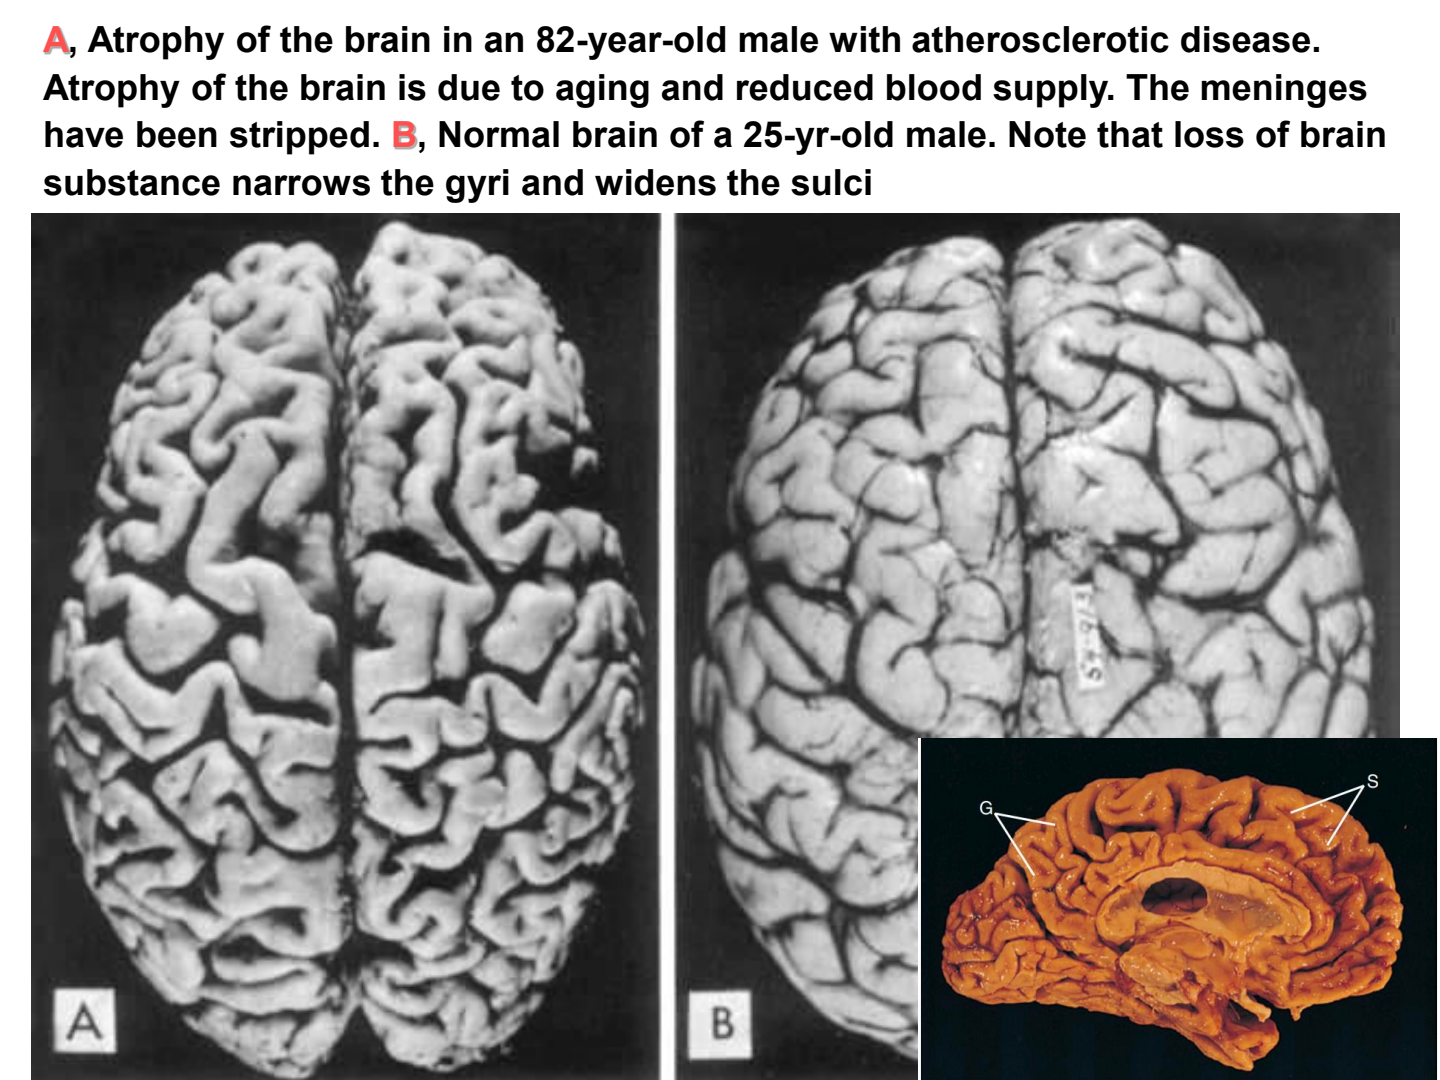 A, Atrophy of the brain in an 82-year-old male with atherosclerotic disease.
Atrophy of the brain is due to aging and reduced blood supply. The meninges
have been stripped. B, Normal brain of a 25-yr-old male. Note that loss of brain
substance narrows the gyri and widens the sulci
G
S
A
B